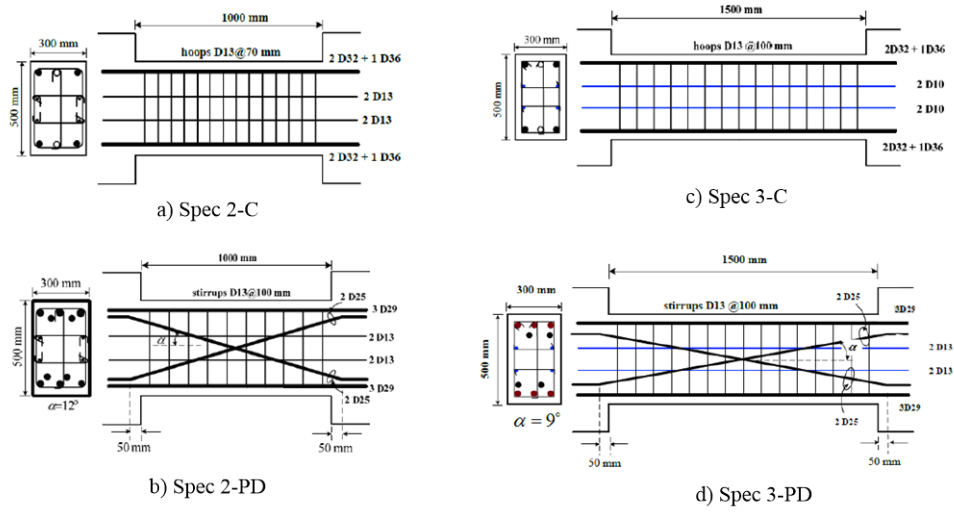 1000 mm
300 mm
hoops D13@70 mm
2 D32 + 1 D36
500 mm
2 D13
2 D13
2 D32 + 1 D36
a) Spec 2-C
1500 mm
300 mm
hoops D13@100 mm
2D32 + 1D36
500 mm
2 D10
2 D10
2D32 + 1D36
c) Spec 3-C
1000 mm
300 mm
stirrups D13@100 mm
2 D25
3 D29
500 mm
α
2 D13
2 D13
α=12°
3 D29
2 D25
50 mm
50 mm
b) Spec 2-PD
1500 mm
300 mm
stirrups D13 @100 mm
2 D25
3D29
500 mm
α
2 D13
2 D13
α = 9°
2 D25
3D29
50 mm
50 mm
d) Spec 3-PD